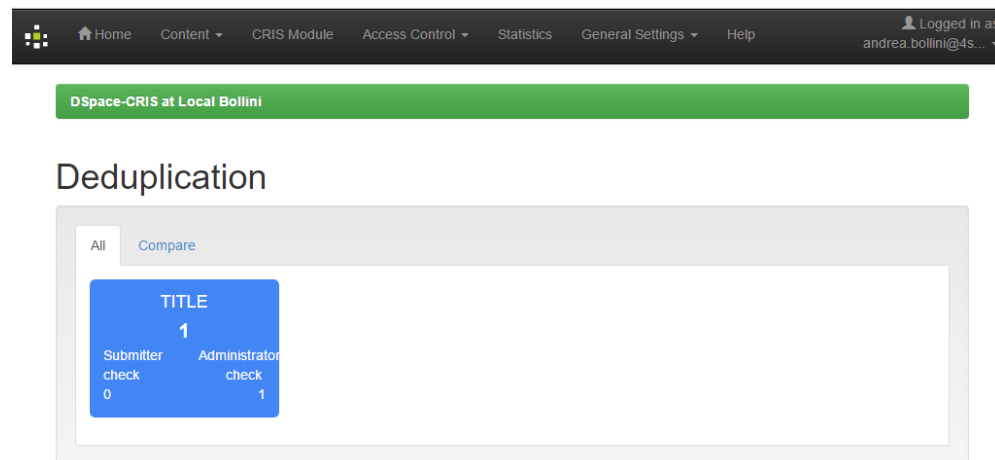 Home Content CRIS Module Access Control Statistics General Settings Help Logged in as
andrea.bollini@4s...
DSpace-CRIS at Local Bollini
Deduplication
All Compare
TITLE
1
Submitter Administrator
check check
0 1